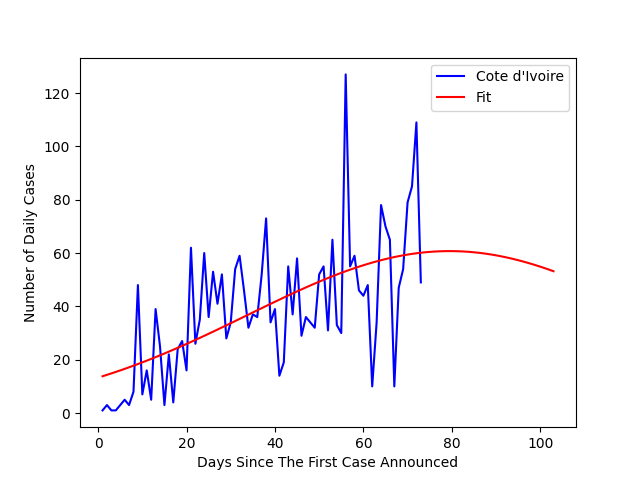 Cote d'Ivoire
Fit
120
100
80
60
40
20
0
Number of Daily Cases
0 20 40 60 80 100
Days Since The First Case Announced